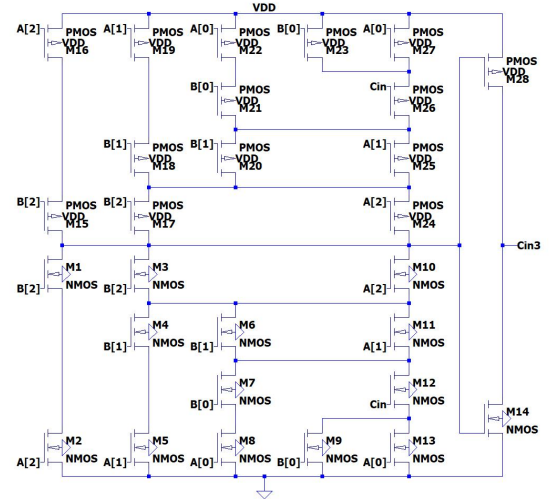 VDD
A[2] PMOS VDD M16
A[1] PMOS VDD M19
A[0] PMOS VDD M22
B[0] PMOS VDD M23
A[0] PMOS VDD M27
PMOS VDD M28
B[0] PMOS VDD M21
Cin PMOS VDD M26
B[1] PMOS VDD M18
B[1] PMOS VDD M20
A[1] PMOS VDD M25
B[2] PMOS VDD M15
B[2] PMOS VDD M17
A[2] PMOS VDD M24
Cin3
M1 NMOS B[2]
M3 NMOS B[2]
M10 NMOS A[2]
M4 NMOS B[1]
M6 NMOS B[1]
M11 NMOS A[1]
M7 NMOS B[0]
M12 NMOS Cin
M14 NMOS
M2 NMOS A[2]
M5 NMOS A[1]
M8 NMOS A[0]
M9 NMOS B[0]
M13 NMOS A[0]